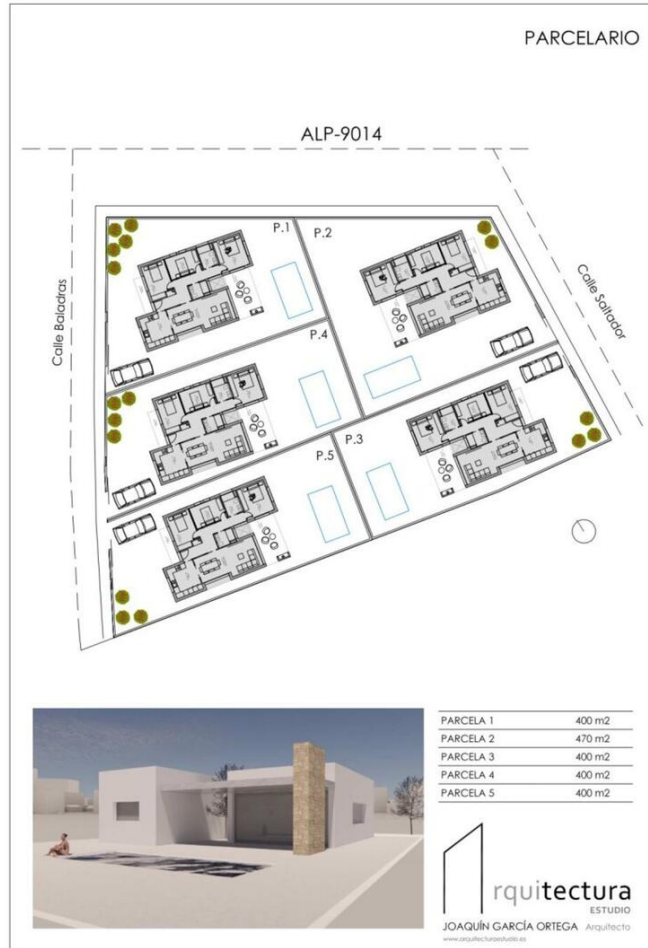 PARCELARIO
ALP-9014
Calle Baladras
Calle Saltador
P.1
P.2
P.4
P.3
P.5
PARCELA 1 400 m2
PARCELA 2 470 m2
PARCELA 3 400 m2
PARCELA 4 400 m2
PARCELA 5 400 m2
rquitectura
ESTUDIO
JOAQUÍN GARCÍA ORTEGA Arquitecto
www.arquitecturaestudio.es